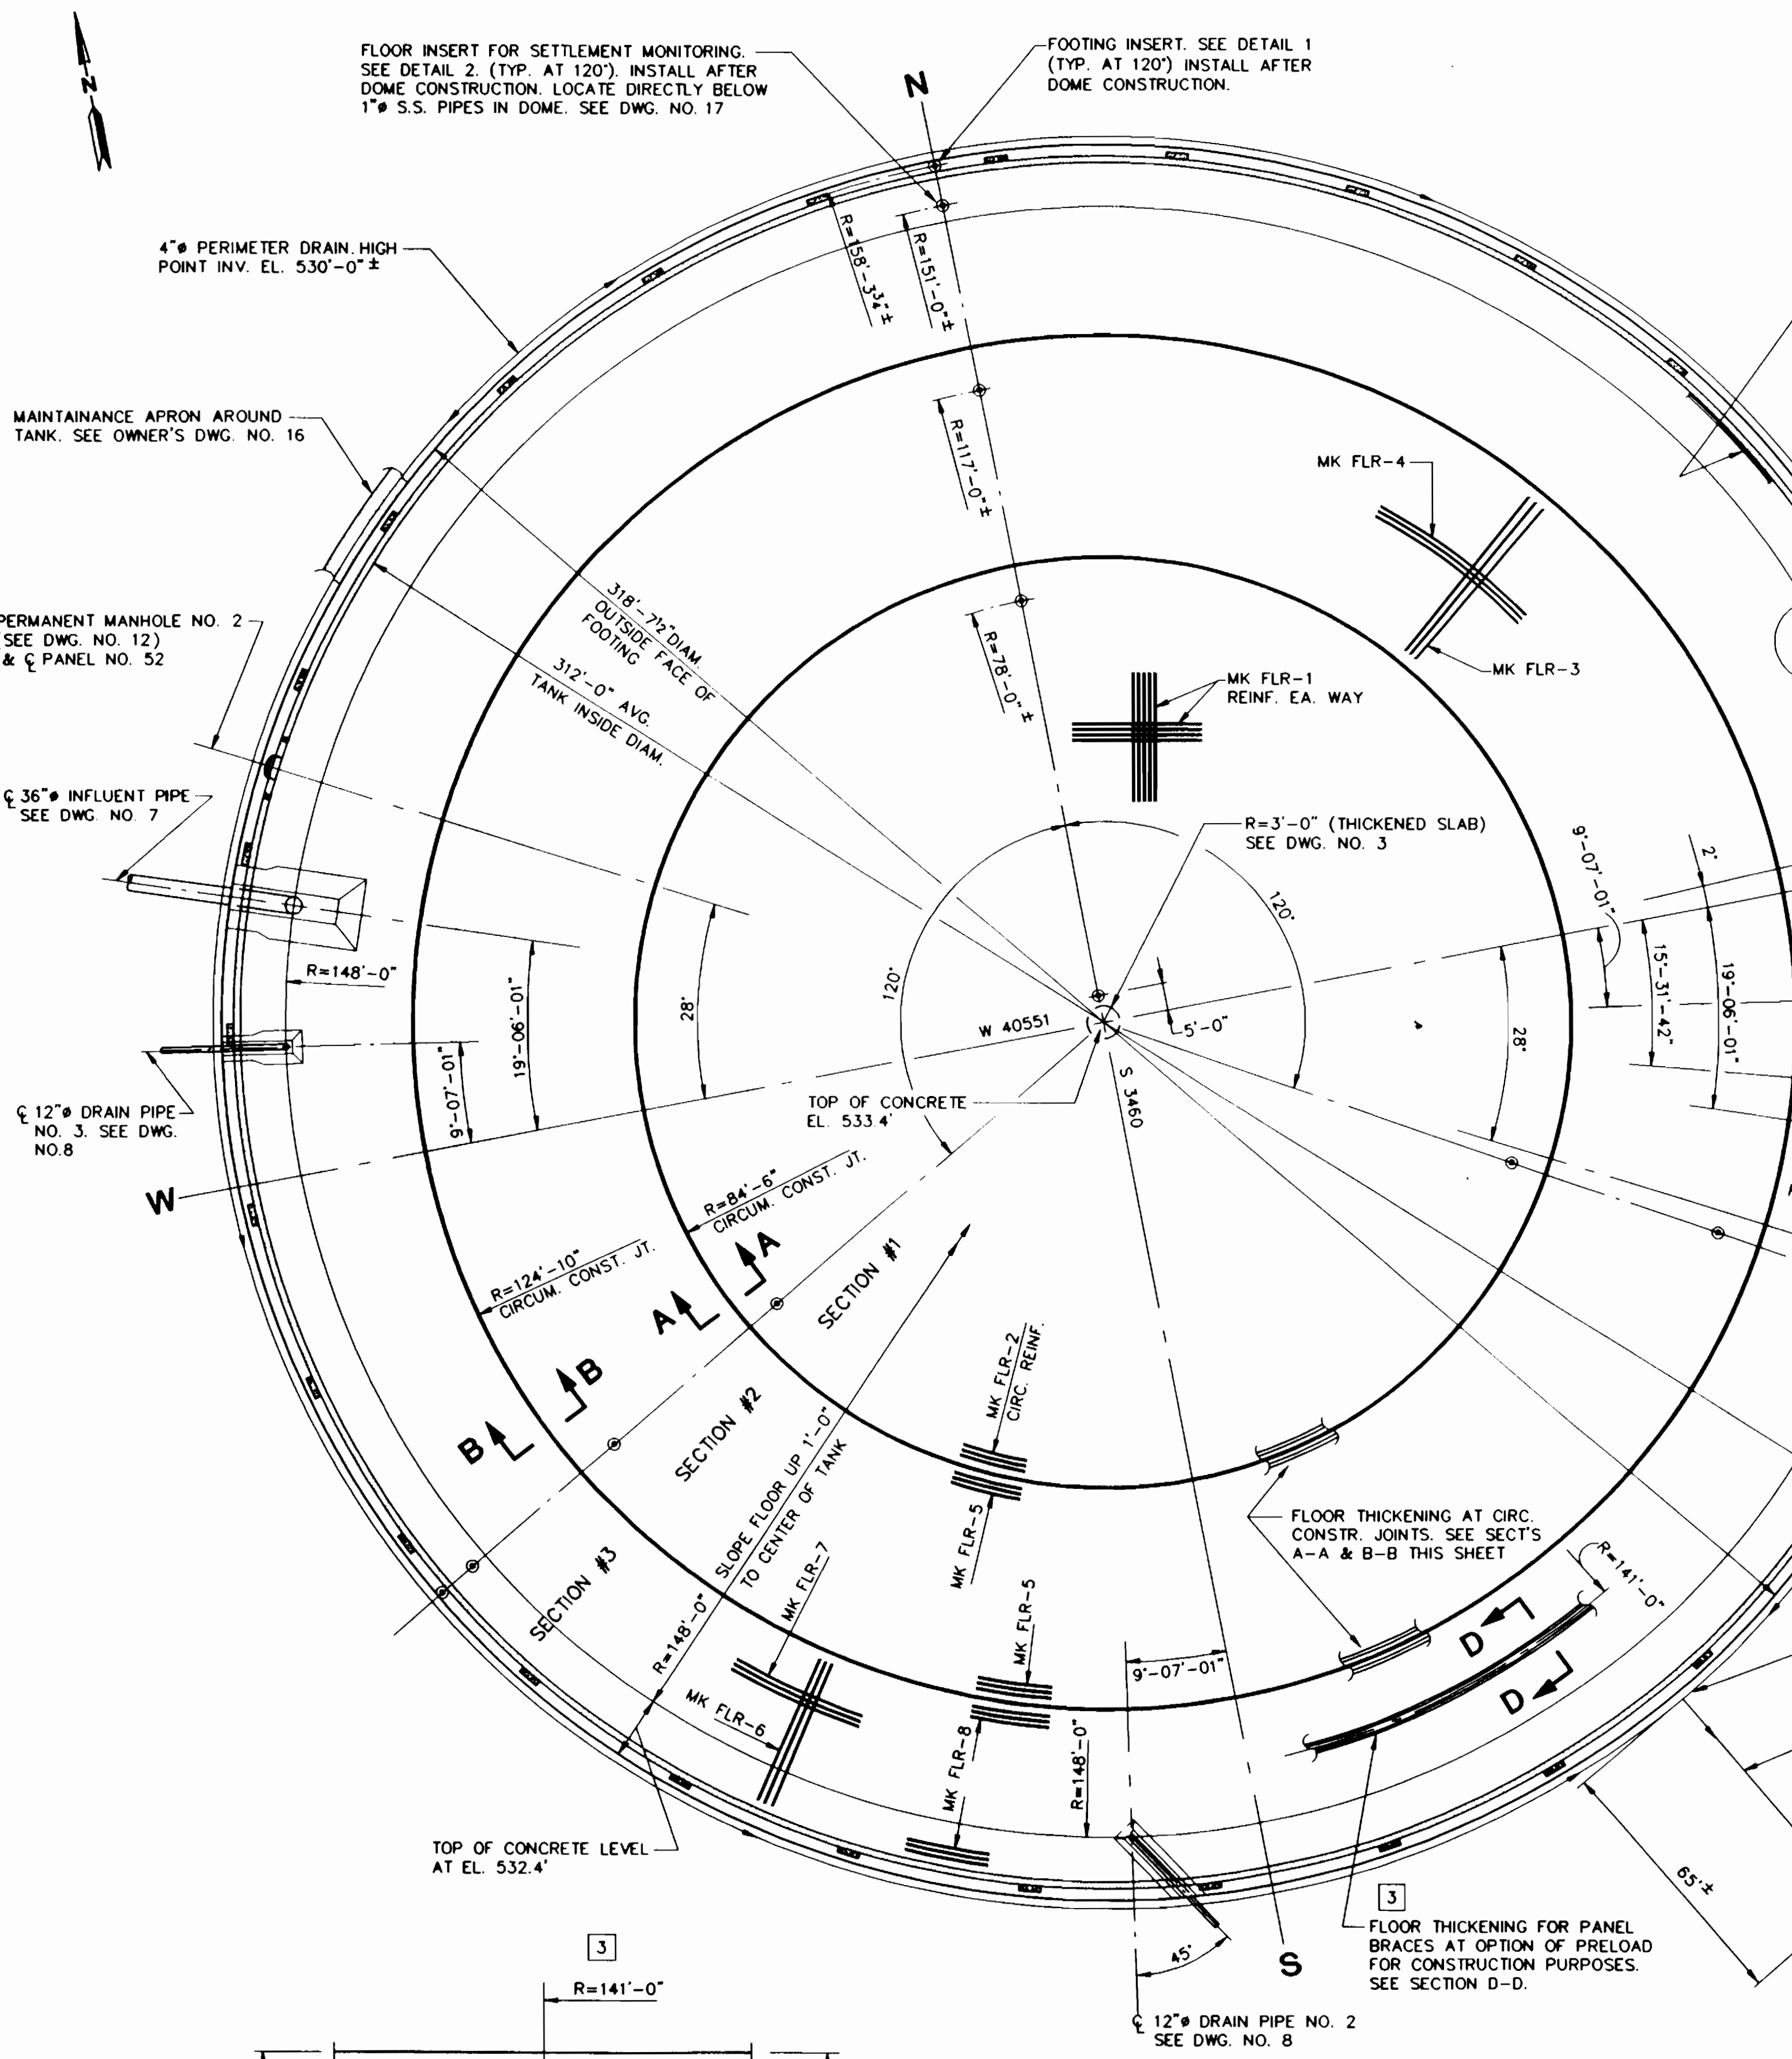 N
FLOOR INSERT FOR SETTLEMENT MONITORING.
SEE DETAIL 2. (TYP. AT 120°). INSTALL AFTER
DOME CONSTRUCTION. LOCATE DIRECTLY BELOW
1"ø S.S. PIPES IN DOME. SEE DWG. NO. 17
N
FOOTING INSERT. SEE DETAIL 1
(TYP. AT 120°) INSTALL AFTER
DOME CONSTRUCTION.
4"ø PERIMETER DRAIN. HIGH
POINT INV. EL. 530'-0"±
R=158'-3¾"±
R=151'-0"±
R=117'-0"±
R=78'-0"±
MAINTAINANCE APRON AROUND
TANK. SEE OWNER'S DWG. NO. 16
MK FLR-4
MK FLR-3
PERMANENT MANHOLE NO. 2
SEE DWG. NO. 12)
& ℄ PANEL NO. 52
318'-7½" DIAM.
OUTSIDE FACE OF
FOOTING
312'-0" AVG.
TANK INSIDE DIAM.
MK FLR-1
REINF. EA. WAY
℄ 36"ø INFLUENT PIPE
SEE DWG. NO. 7
R=3'-0" (THICKENED SLAB)
SEE DWG. NO. 3
9°-07'-01"
2°
15°-31'-42"
19°-06'-01"
28°
120°
120°
R=148'-0"
19°-06'-01"
28°
9°-07'-01"
W 40551
5'-0"
S 3460
℄ 12"ø DRAIN PIPE
NO. 3. SEE DWG.
NO.8
TOP OF CONCRETE
EL. 533.4'
W
R=84'-6"
CIRCUM. CONST. JT.
R=124'-10"
CIRCUM. CONST. JT.
A
A
B
B
SECTION #1
SECTION #2
SECTION #3
SLOPE FLOOR UP 1'-0"
TO CENTER OF TANK
R=148'-0"
MK FLR-2
CIRC. REINF.
MK FLR-5
MK FLR-7
MK FLR-6
MK FLR-5
MK FLR-8
R=148'-0"
9°-07'-01"
FLOOR THICKENING AT CIRC.
CONSTR. JOINTS. SEE SECT'S
A-A & B-B THIS SHEET
R=141'-0"
D
D
TOP OF CONCRETE LEVEL
AT EL. 532.4'
65'±
3
FLOOR THICKENING FOR PANEL
BRACES AT OPTION OF PRELOAD
FOR CONSTRUCTION PURPOSES.
SEE SECTION D-D.
45°
S
℄ 12"ø DRAIN PIPE NO. 2
SEE DWG. NO. 8
3
R=141'-0"